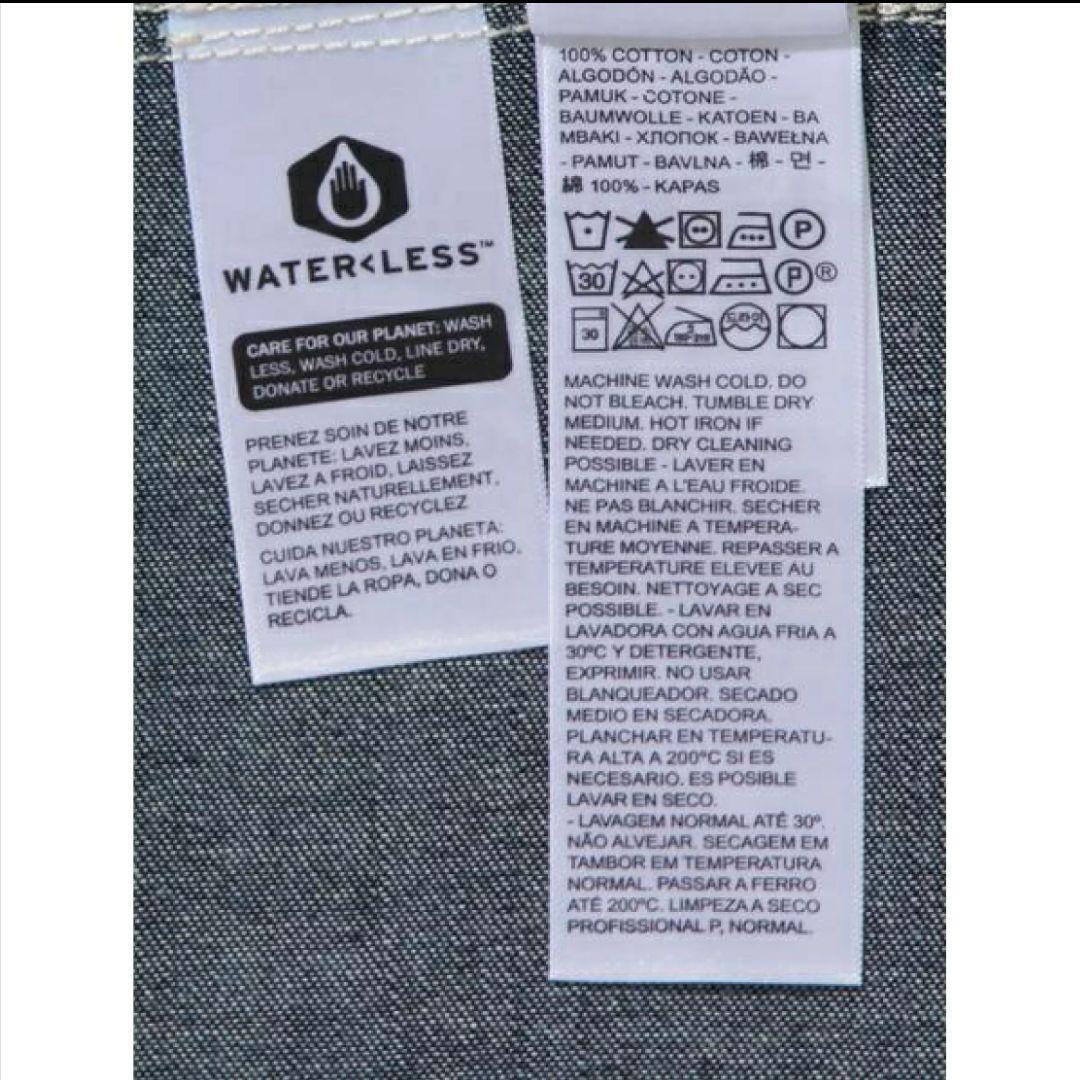 WATER<LESS™
CARE FOR OUR PLANET: WASH
LESS, WASH COLD, LINE DRY,
DONATE OR RECYCLE
PRENEZ SOIN DE NOTRE
PLANETE: LAVEZ MOINS,
LAVEZ A FROID, LAISSEZ
SECHER NATURELLEMENT,
DONNEZ OU RECYCLEZ
CUIDA NUESTRO PLANETA:
LAVA MENOS, LAVA EN FRIO,
TIENDE LA ROPA, DONA O
RECICLA.
100% COTTON - COTON -
ALGODÓN - ALGODÃO -
PAMUK - COTONE -
BAUMWOLLE - KATOEN - BA
MBAKI - ХЛОПОК - BAWEŁNA
- PAMUT - BAVLNA - 棉 - 면 -
綿 100% - KAPAS
P
30 P®
30 드라이
MACHINE WASH COLD. DO
NOT BLEACH. TUMBLE DRY
MEDIUM. HOT IRON IF
NEEDED. DRY CLEANING
POSSIBLE - LAVER EN
MACHINE A L'EAU FROIDE.
NE PAS BLANCHIR. SECHER
EN MACHINE A TEMPERA-
TURE MOYENNE. REPASSER A
TEMPERATURE ELEVEE AU
BESOIN. NETTOYAGE A SEC
POSSIBLE. - LAVAR EN
LAVADORA CON AGUA FRIA A
30ºC Y DETERGENTE,
EXPRIMIR. NO USAR
BLANQUEADOR. SECADO
MEDIO EN SECADORA.
PLANCHAR EN TEMPERATU-
RA ALTA A 200ºC SI ES
NECESARIO. ES POSIBLE
LAVAR EN SECO.
- LAVAGEM NORMAL ATÉ 30º.
NÃO ALVEJAR. SECAGEM EM
TAMBOR EM TEMPERATURA
NORMAL. PASSAR A FERRO
ATÉ 200ºC. LIMPEZA A SECO
PROFISSIONAL P, NORMAL.